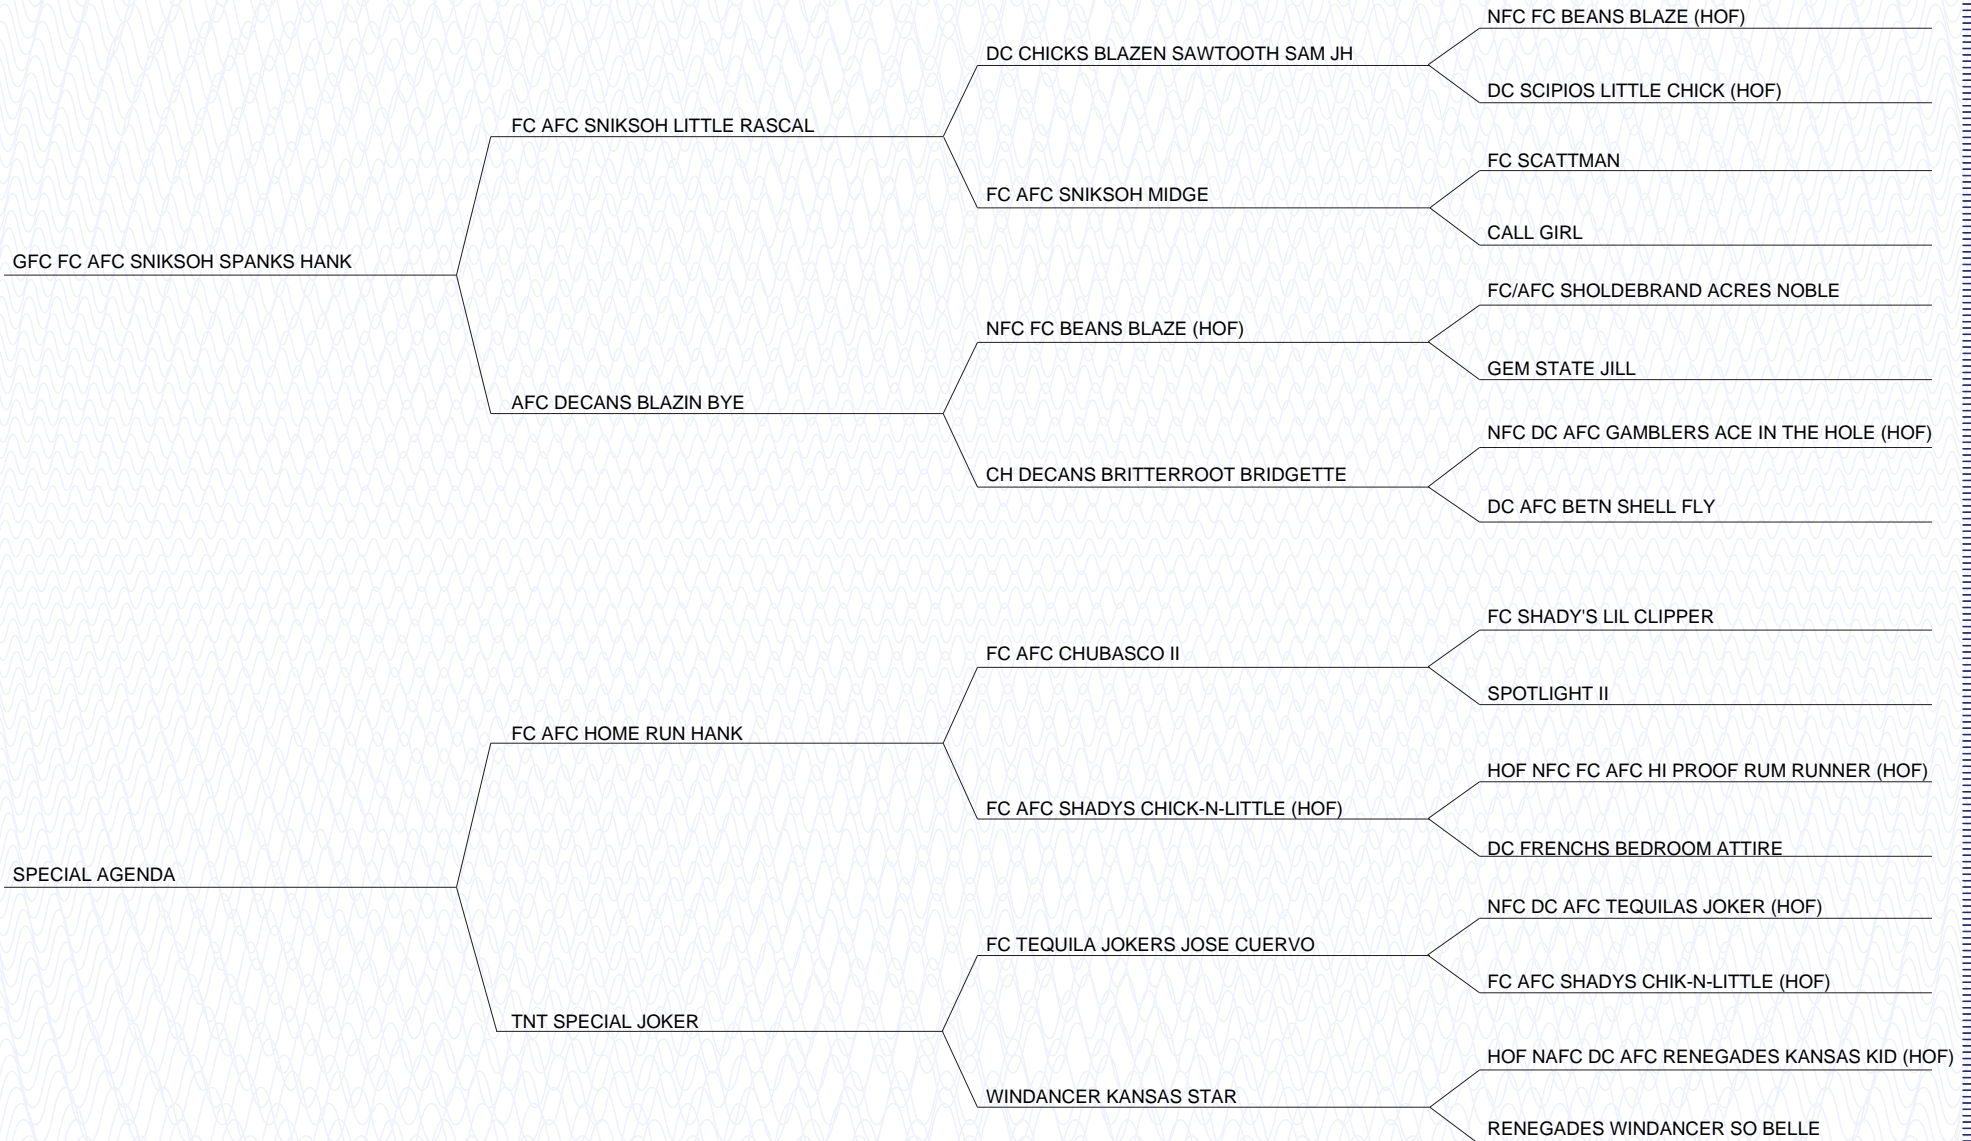 NFC FC BEANS BLAZE (HOF)
DC CHICKS BLAZEN SAWTOOTH SAM JH
DC SCIPIOS LITTLE CHICK (HOF)
FC AFC SNIKSOH LITTLE RASCAL
FC SCATTMAN
FC AFC SNIKSOH MIDGE
CALL GIRL
GFC FC AFC SNIKSOH SPANKS HANK
FC/AFC SHOLDEBRAND ACRES NOBLE
NFC FC BEANS BLAZE (HOF)
GEM STATE JILL
AFC DECANS BLAZIN BYE
NFC DC AFC GAMBLERS ACE IN THE HOLE (HOF)
CH DECANS BRITTERROOT BRIDGETTE
DC AFC BETN SHELL FLY
FC SHADY'S LIL CLIPPER
FC AFC CHUBASCO II
SPOTLIGHT II
FC AFC HOME RUN HANK
HOF NFC FC AFC HI PROOF RUM RUNNER (HOF)
FC AFC SHADYS CHICK-N-LITTLE (HOF)
DC FRENCHS BEDROOM ATTIRE
SPECIAL AGENDA
NFC DC AFC TEQUILAS JOKER (HOF)
FC TEQUILA JOKERS JOSE CUERVO
FC AFC SHADYS CHIK-N-LITTLE (HOF)
TNT SPECIAL JOKER
HOF NAFC DC AFC RENEGADES KANSAS KID (HOF)
WINDANCER KANSAS STAR
RENEGADES WINDANCER SO BELLE